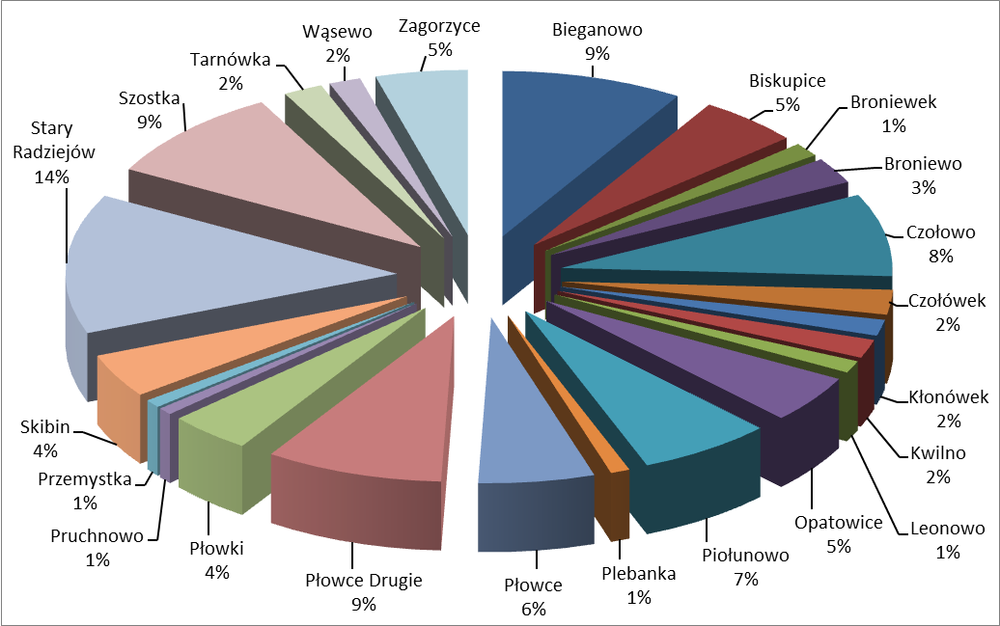 Bieganowo
9%
Biskupice
5%
Broniewek
1%
Broniewo
3%
Czołowo
8%
Czołówek
2%
Kłonówek
2%
Kwilno
2%
Leonowo
1%
Opatowice
5%
Piołunowo
7%
Plebanka
1%
Płowce
6%
Płowce Drugie
9%
Płowki
4%
Pruchnowo
1%
Przemystka
1%
Skibin
4%
Stary
Radziejów
14%
Szostka
9%
Tarnówka
2%
Wąsewo
2%
Zagorzyce
5%